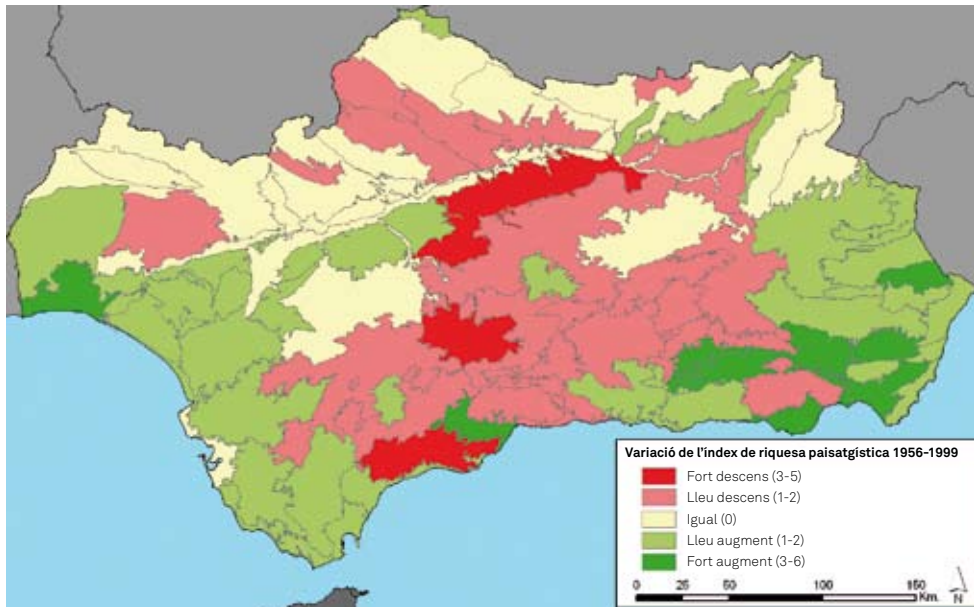 Variació de l'índex de riquesa paisatgística 1956-1999
Fort descens (3-5)
Lleu descens (1-2)
Igual (0)
Lleu augment (1-2)
Fort augment (3-6)
0 25 50 100 150
Km. N